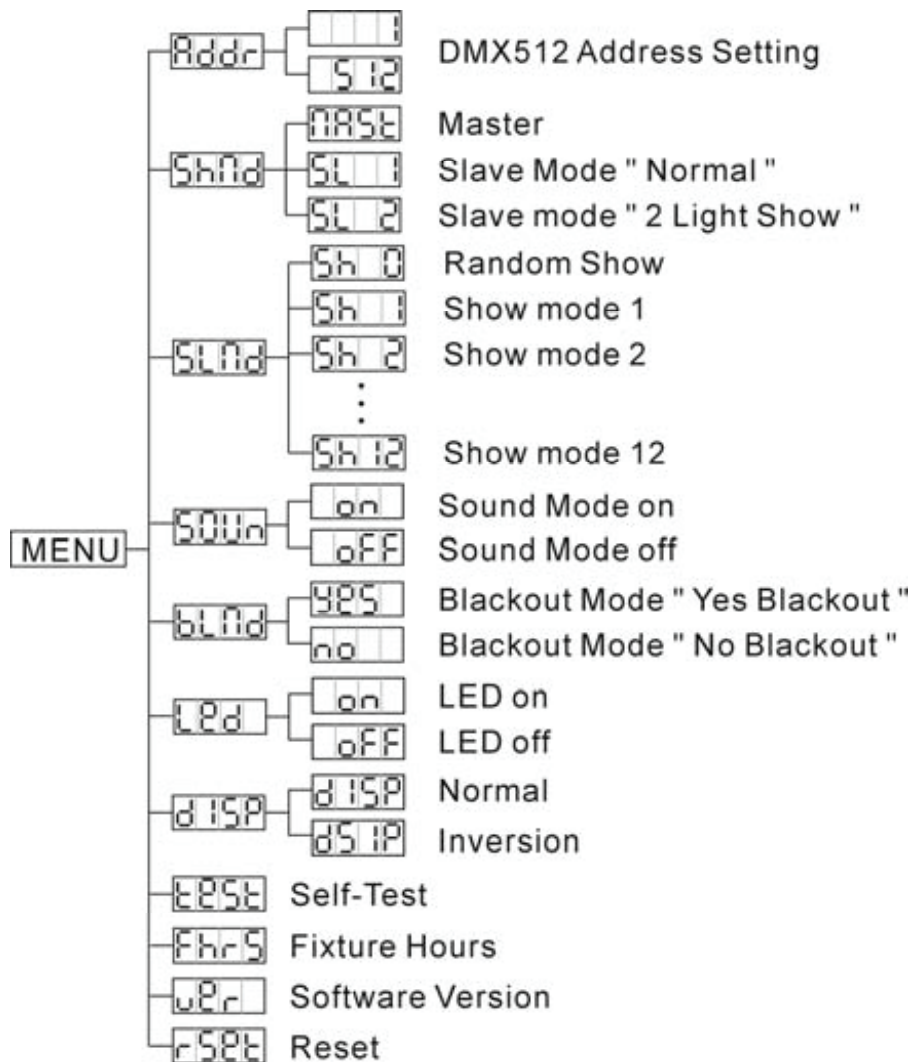 Addr
1
DMX512 Address Setting
512
ShMd
MASt
Master
SL 1
Slave Mode " Normal "
SL 2
Slave mode " 2 Light Show "
SLMd
Sh 0
Random Show
Sh 1
Show mode 1
Sh 2
Show mode 2
Sh12
Show mode 12
MENU
SOUn
on
Sound Mode on
oFF
Sound Mode off
bLMd
yeS
Blackout Mode " Yes Blackout "
no
Blackout Mode " No Blackout "
Led
on
LED on
oFF
LED off
dISP
dISP
Normal
dSIP
Inversion
teSt
Self-Test
FhrS
Fixture Hours
ver
Software Version
rSet
Reset